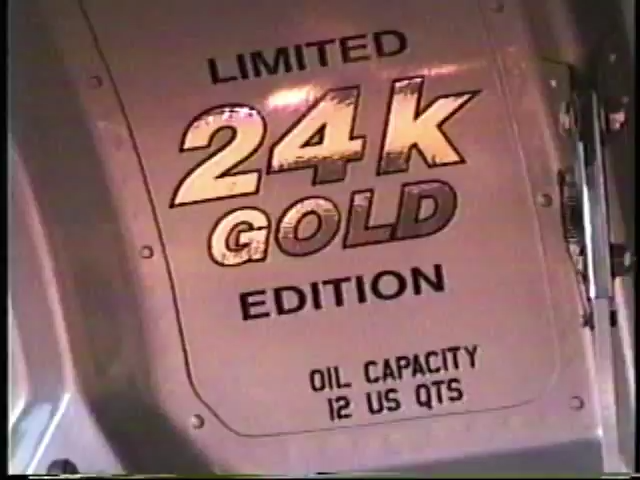 LIMITED
24k
GOLD
EDITION
OIL CAPACITY
12 US QTS